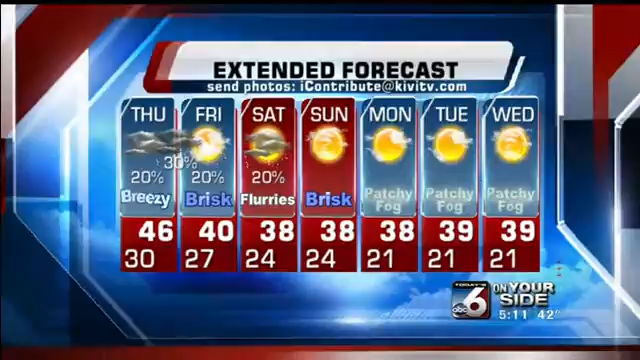 EXTENDED FORECAST
send photos: iContribute@kivitv.com
THU FRI SAT SUN MON TUE WED
30%
20% 20% 20%
Breezy Brisk Flurries Brisk Patchy Fog Patchy Fog Patchy Fog
46 40 38 38 38 39 39
30 27 24 24 21 21 21
TODAY'S
abc 6 ON YOUR SIDE
5:11 42°